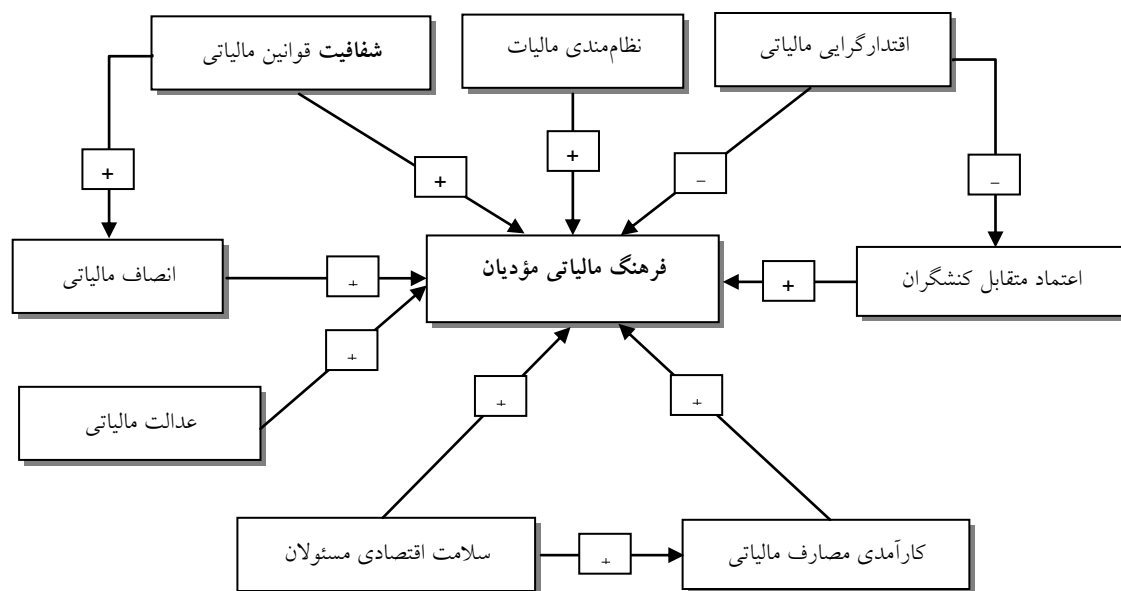 اقتدارگرایی مالیاتی
نظام‌مندی مالیات
شفافیت قوانین مالیاتی
–
+
+
+
–
اعتماد متقابل کنشگران
فرهنگ مالیاتی مؤدیان
انصاف مالیاتی
+
+
+
عدالت مالیاتی
+
+
کارآمدی مصارف مالیاتی
سلامت اقتصادی مسئولان
+